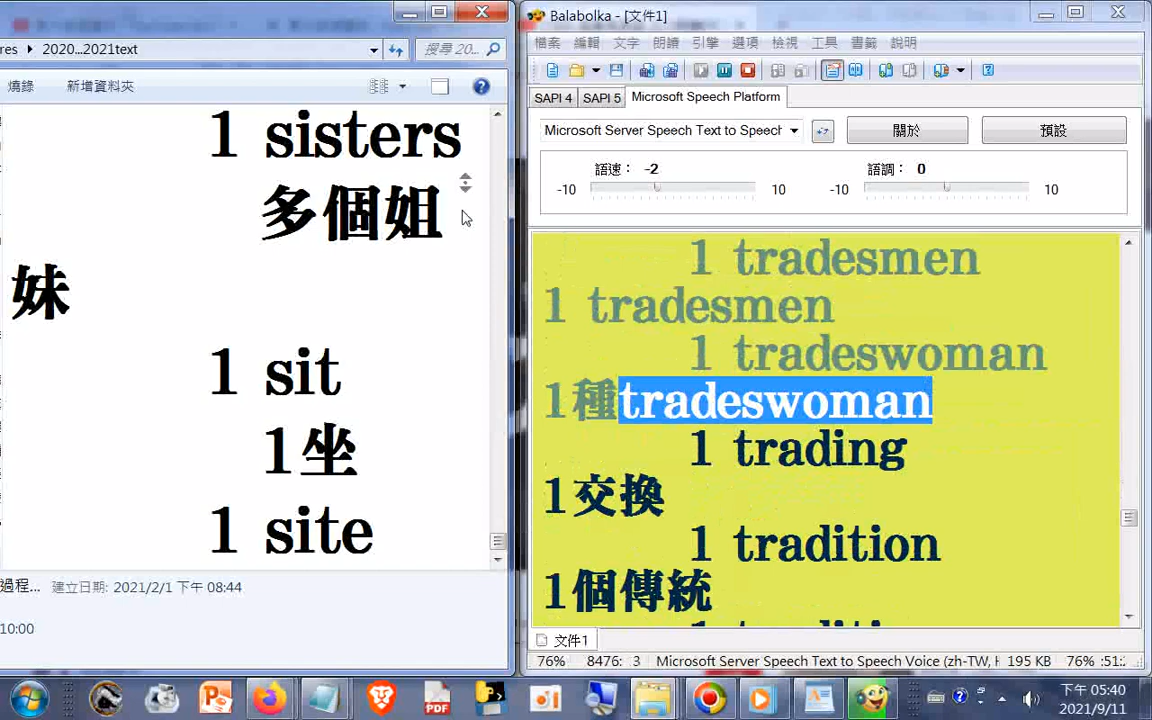 res ▸ 2020...2021text
搜尋 20...
燒錄 新增資料夾
1 sisters
多個姐
妹
1 sit
1坐
1 site
過程... 建立日期: 2021/2/1 下午 08:44
10:00
Balabolka - [文件1]
檔案 編輯 文字 朗讀 引擎 選項 檢視 工具 書籤 說明
SAPI 4 SAPI 5 Microsoft Speech Platform
Microsoft Server Speech Text to Speech 關於 預設
語速： -2 語調： 0
-10 10 -10 10
1 tradesmen
1 tradesmen
1 tradeswoman
1種tradeswoman
1 trading
1交換
1 tradition
1個傳統
文件1
76% 8476: 3 Microsoft Server Speech Text to Speech Voice (zh-TW, H 195 KB 76% :51:
下午 05:40
2021/9/11